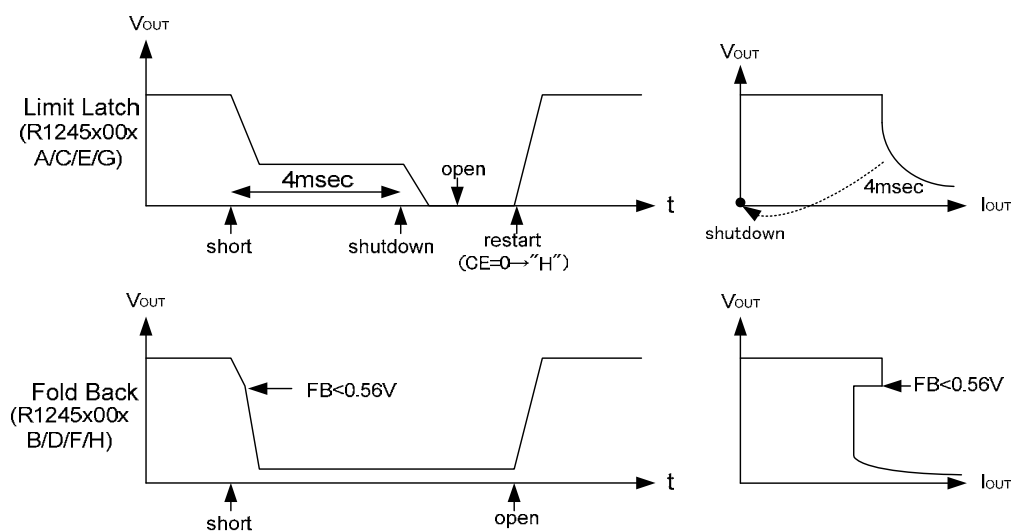 VOUT
Limit Latch
(R1245x00x
A/C/E/G)
4msec
open
t
short
shutdown
restart
(CE=0→"H")
VOUT
4msec
IOUT
shutdown
VOUT
Fold Back
(R1245x00x
B/D/F/H)
FB<0.56V
t
short
open
VOUT
FB<0.56V
IOUT